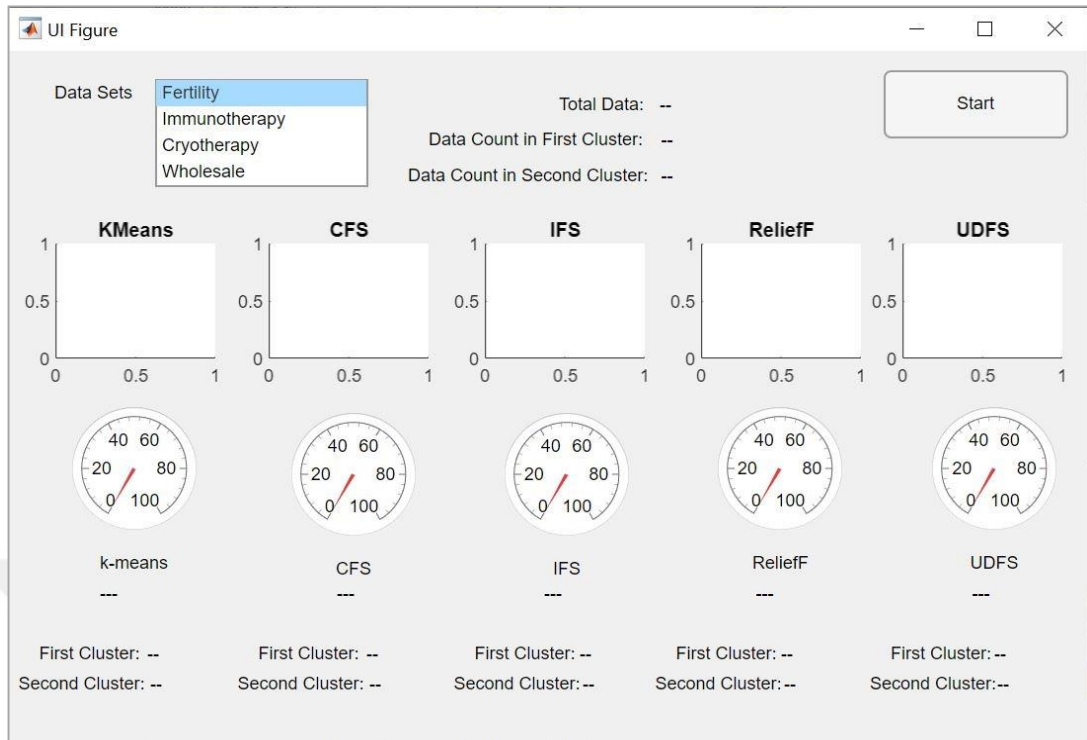 UI Figure
Data Sets
Fertility
Immunotherapy
Cryotherapy
Wholesale
Total Data: --
Data Count in First Cluster: --
Data Count in Second Cluster: --
Start
KMeans
1
0.5
0
0 0.5 1
CFS
1
0.5
0
0 0.5 1
IFS
1
0.5
0
0 0.5 1
ReliefF
1
0.5
0
0 0.5 1
UDFS
1
0.5
0
0 0.5 1
40 60
20 80
0 100
40 60
20 80
0 100
40 60
20 80
0 100
40 60
20 80
0 100
40 60
20 80
0 100
k-means
---
CFS
---
IFS
---
ReliefF
---
UDFS
---
First Cluster: --
Second Cluster: --
First Cluster: --
Second Cluster: --
First Cluster: --
Second Cluster:--
First Cluster: --
Second Cluster:--
First Cluster: --
Second Cluster:--